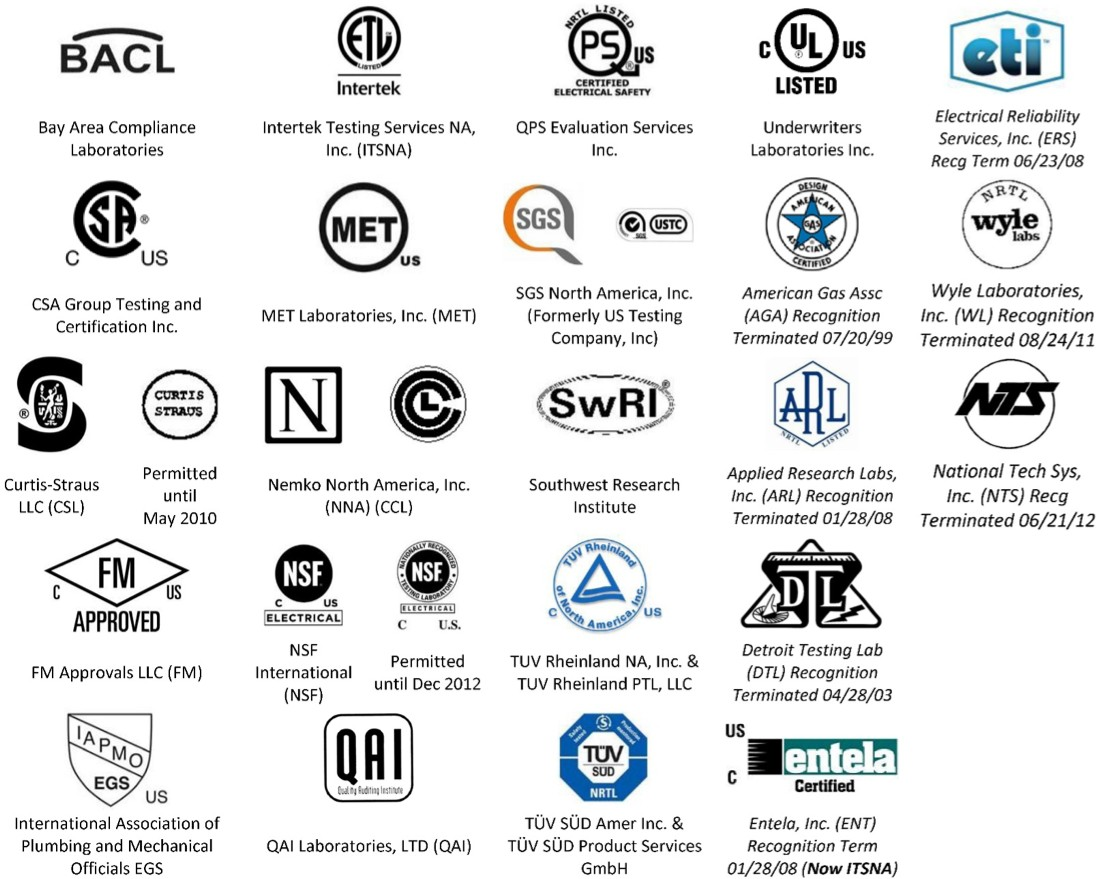 BACL
Bay Area Compliance
Laboratories
ETL
LISTED
Intertek
Intertek Testing Services NA,
Inc. (ITSNA)
NRTL LISTED
PS
US
CERTIFIED
ELECTRICAL SAFETY
QPS Evaluation Services
Inc.
C UL US
LISTED
Underwriters
Laboratories Inc.
eti
Electrical Reliability
Services, Inc. (ERS)
Recg Term 06/23/08
SA ®
C US
CSA Group Testing and
Certification Inc.
MET
US
MET Laboratories, Inc. (MET)
SGS
SGS
USTC
SGS North America, Inc.
(Formerly US Testing
Company, Inc)
DESIGN
AMERICAN
GAS
ASSOCIATION
CERTIFIED
American Gas Assc
(AGA) Recognition
Terminated 07/20/99
NRTL
wyle
labs
Wyle Laboratories,
Inc. (WL) Recognition
Terminated 08/24/11
®
Curtis-Straus
LLC (CSL)
CURTIS
STRAUS
Permitted
until
May 2010
N
CCL
Nemko North America, Inc.
(NNA) (CCL)
SwRI ®
Southwest Research
Institute
ARL
NRTL LISTED
Applied Research Labs,
Inc. (ARL) Recognition
Terminated 01/28/08
NTS
National Tech Sys,
Inc. (NTS) Recg
Terminated 06/21/12
FM
C US
APPROVED
FM Approvals LLC (FM)
NSF
C US
ELECTRICAL
NSF
International
(NSF)
NATIONALLY RECOGNIZED
NSF
TESTING LABORATORY
ELECTRICAL
C U.S.
Permitted
until Dec 2012
TÜV Rheinland
of North America, Inc.
C US
TUV Rheinland NA, Inc. &
TUV Rheinland PTL, LLC
DTL
Detroit Testing Lab
(DTL) Recognition
Terminated 04/28/03
IAPMO
EGS
US
International Association of
Plumbing and Mechanical
Officials EGS
QAI
Quality Auditing Institute
QAI Laboratories, LTD (QAI)
TÜV
SÜD
NRTL
TÜV SÜD Amer Inc. &
TÜV SÜD Product Services
GmbH
US
C
entela
Certified
Entela, Inc. (ENT)
Recognition Term
01/28/08 (Now ITSNA)